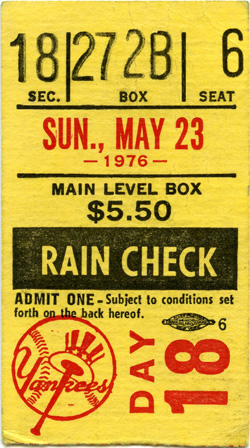 18 272B 6
SEC. BOX SEAT
SUN., MAY 23
—1976—
MAIN LEVEL BOX
$5.50
RAIN CHECK
ADMIT ONE - Subject to conditions set
forth on the back hereof.
Yankees
DAY
18
6